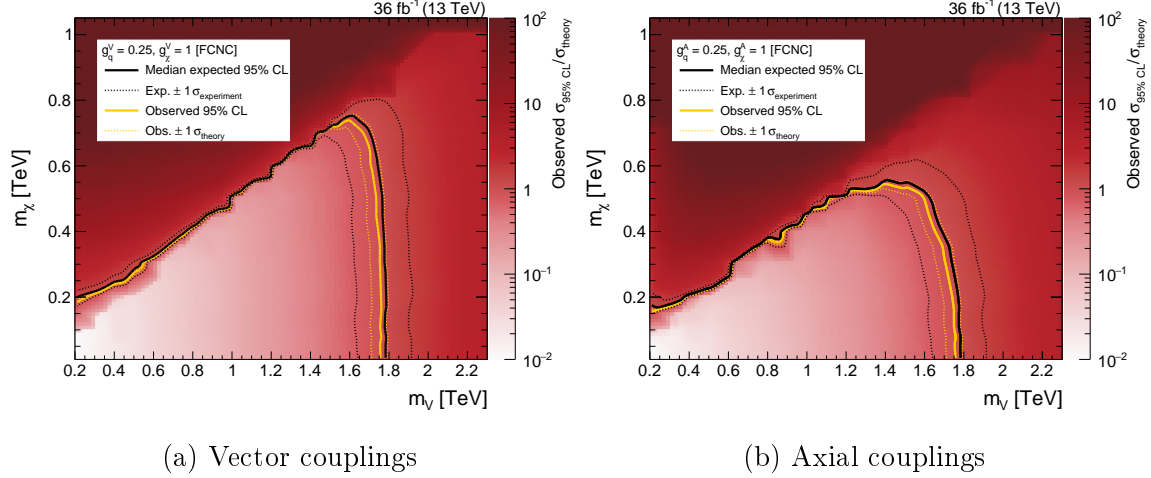 36 fb⁻¹ (13 TeV)
g_q^V = 0.25, g_χ^V = 1 [FCNC]
Median expected 95% CL
Exp. ± 1 σ_experiment
Observed 95% CL
Obs. ± 1 σ_theory
1
0.8
0.6
0.4
0.2
m_χ [TeV]
0.2 0.4 0.6 0.8 1 1.2 1.4 1.6 1.8 2 2.2
m_V [TeV]
10²
10
1
10⁻¹
10⁻²
Observed σ_95% CL/σ_theory
(a) Vector couplings
36 fb⁻¹ (13 TeV)
g_q^A = 0.25, g_χ^A = 1 [FCNC]
Median expected 95% CL
Exp. ± 1 σ_experiment
Observed 95% CL
Obs. ± 1 σ_theory
1
0.8
0.6
0.4
0.2
m_χ [TeV]
0.2 0.4 0.6 0.8 1 1.2 1.4 1.6 1.8 2 2.2
m_V [TeV]
10²
10
1
10⁻¹
10⁻²
Observed σ_95% CL/σ_theory
(b) Axial couplings